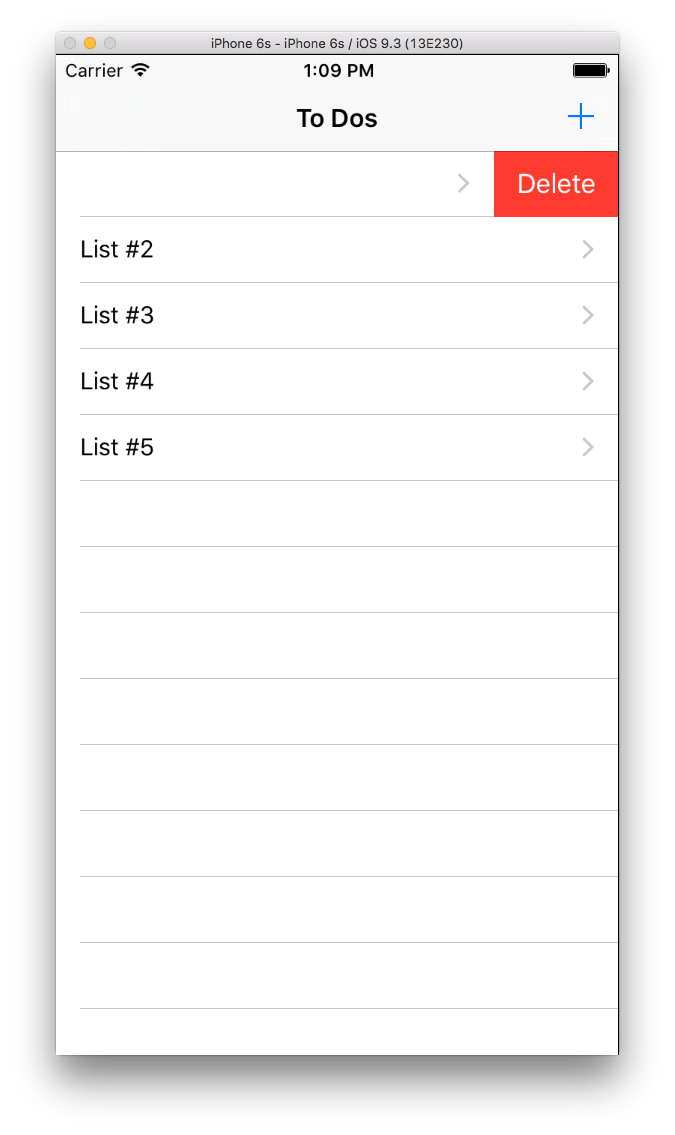 iPhone 6s - iPhone 6s / iOS 9.3 (13E230)
Carrier 1:09 PM
To Dos
Delete
List #2
List #3
List #4
List #5